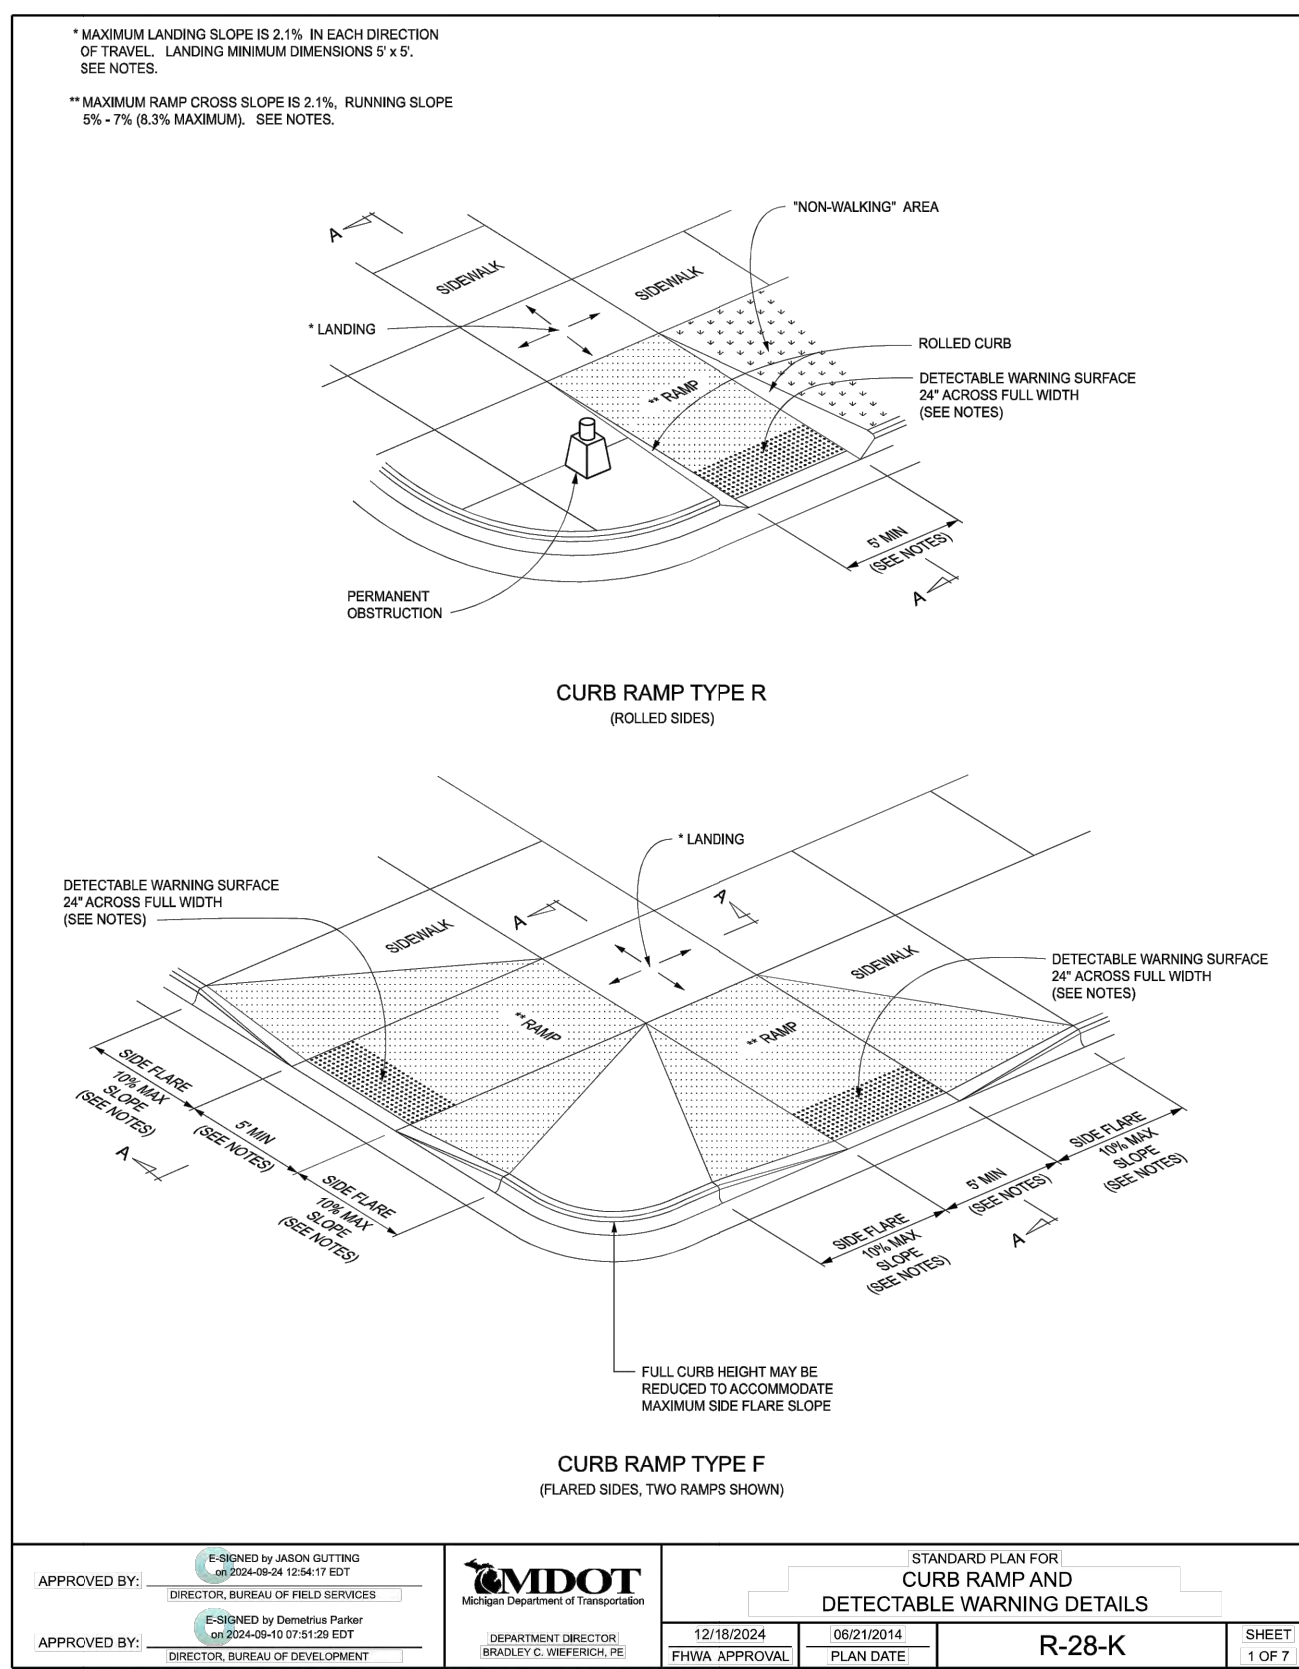 * MAXIMUM LANDING SLOPE IS 2.1% IN EACH DIRECTION
OF TRAVEL. LANDING MINIMUM DIMENSIONS 5' x 5'.
SEE NOTES.
** MAXIMUM RAMP CROSS SLOPE IS 2.1%, RUNNING SLOPE
5% - 7% (8.3% MAXIMUM). SEE NOTES.
"NON-WALKING" AREA
A
SIDEWALK
SIDEWALK
* LANDING
ROLLED CURB
** RAMP
DETECTABLE WARNING SURFACE
24" ACROSS FULL WIDTH
(SEE NOTES)
5' MIN
(SEE NOTES)
A
PERMANENT
OBSTRUCTION
CURB RAMP TYPE R
(ROLLED SIDES)
* LANDING
DETECTABLE WARNING SURFACE
24" ACROSS FULL WIDTH
(SEE NOTES)
A
A
SIDEWALK
SIDEWALK
DETECTABLE WARNING SURFACE
24" ACROSS FULL WIDTH
(SEE NOTES)
** RAMP
** RAMP
SIDE FLARE
10% MAX
SLOPE
(SEE NOTES)
5' MIN
(SEE NOTES)
A
SIDE FLARE
10% MAX
SLOPE
(SEE NOTES)
SIDE FLARE
10% MAX
SLOPE
(SEE NOTES)
5' MIN
(SEE NOTES)
SIDE FLARE
10% MAX
SLOPE
(SEE NOTES)
A
FULL CURB HEIGHT MAY BE
REDUCED TO ACCOMMODATE
MAXIMUM SIDE FLARE SLOPE
CURB RAMP TYPE F
(FLARED SIDES, TWO RAMPS SHOWN)
APPROVED BY:
E-SIGNED by JASON GUTTING
on 2024-09-24 12:54:17 EDT
DIRECTOR, BUREAU OF FIELD SERVICES
APPROVED BY:
E-SIGNED by Demetrius Parker
on 2024-09-10 07:51:29 EDT
DIRECTOR, BUREAU OF DEVELOPMENT
MDOT
Michigan Department of Transportation
DEPARTMENT DIRECTOR
BRADLEY C. WIEFERICH, PE
STANDARD PLAN FOR
CURB RAMP AND
DETECTABLE WARNING DETAILS
12/18/2024
FHWA APPROVAL
06/21/2014
PLAN DATE
R-28-K
SHEET
1 OF 7